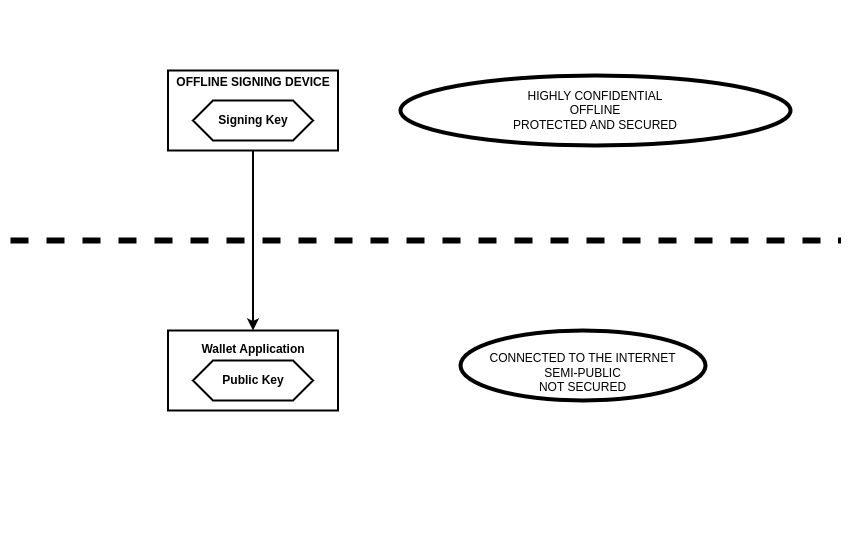 OFFLINE SIGNING DEVICE
Signing Key
HIGHLY CONFIDENTIAL
OFFLINE
PROTECTED AND SECURED
Wallet Application
Public Key
CONNECTED TO THE INTERNET
SEMI-PUBLIC
NOT SECURED